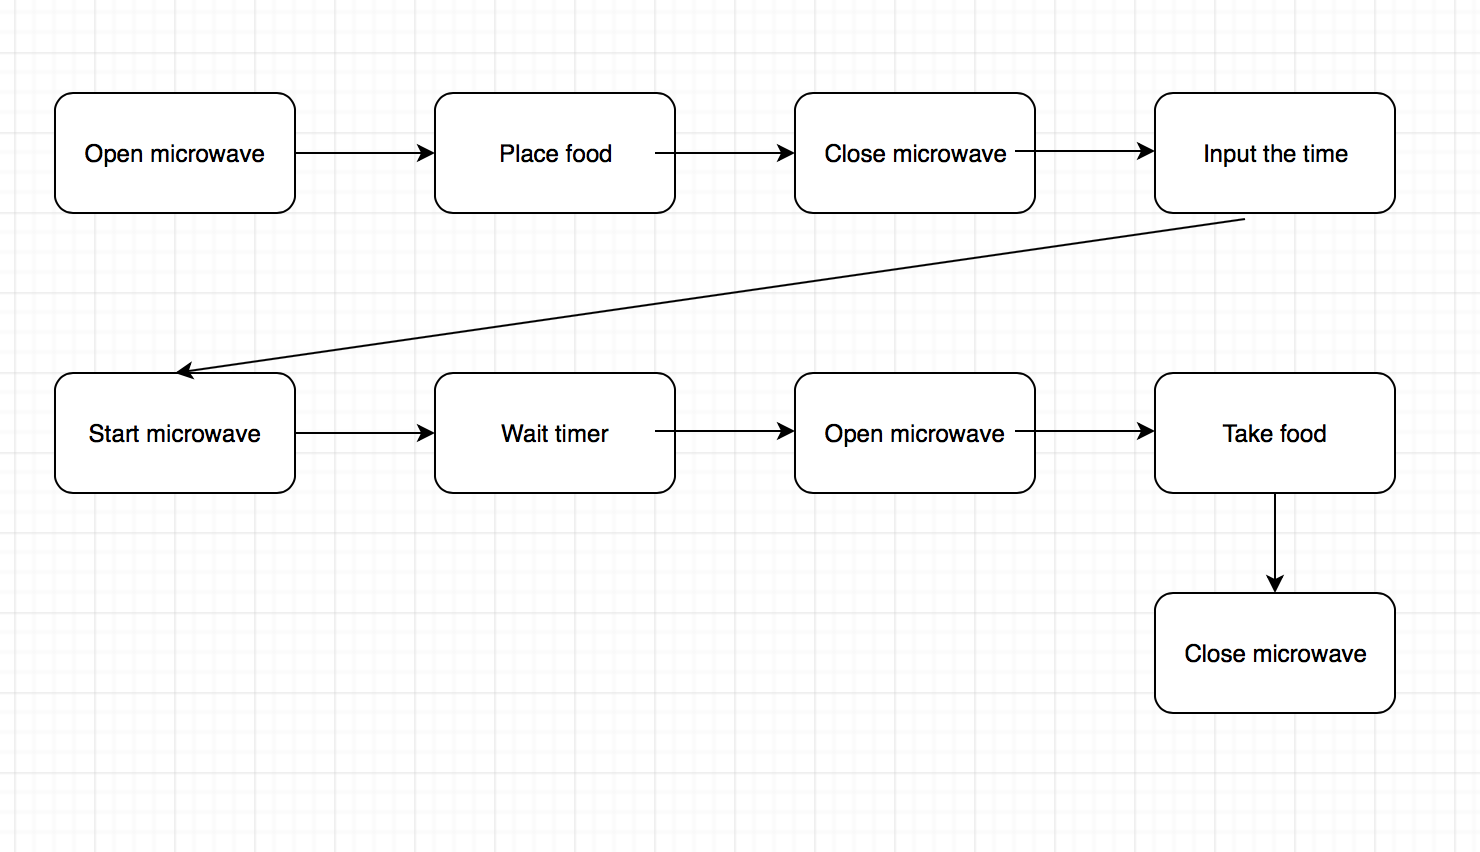 Open microwave
Place food
Close microwave
Input the time
Start microwave
Wait timer
Open microwave
Take food
Close microwave